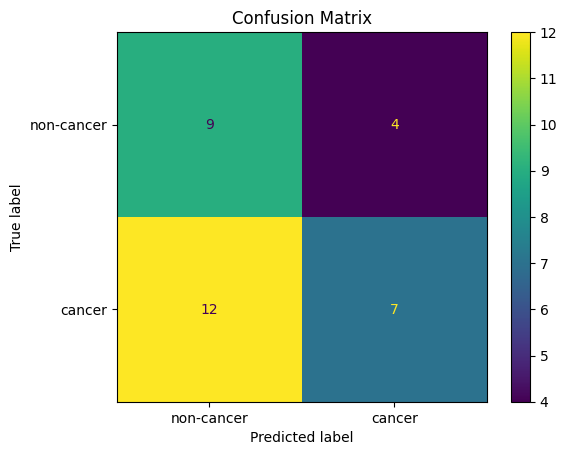 Confusion Matrix
True label
non-cancer
cancer
9
4
12
7
non-cancer
cancer
Predicted label
12
11
10
9
8
7
6
5
4